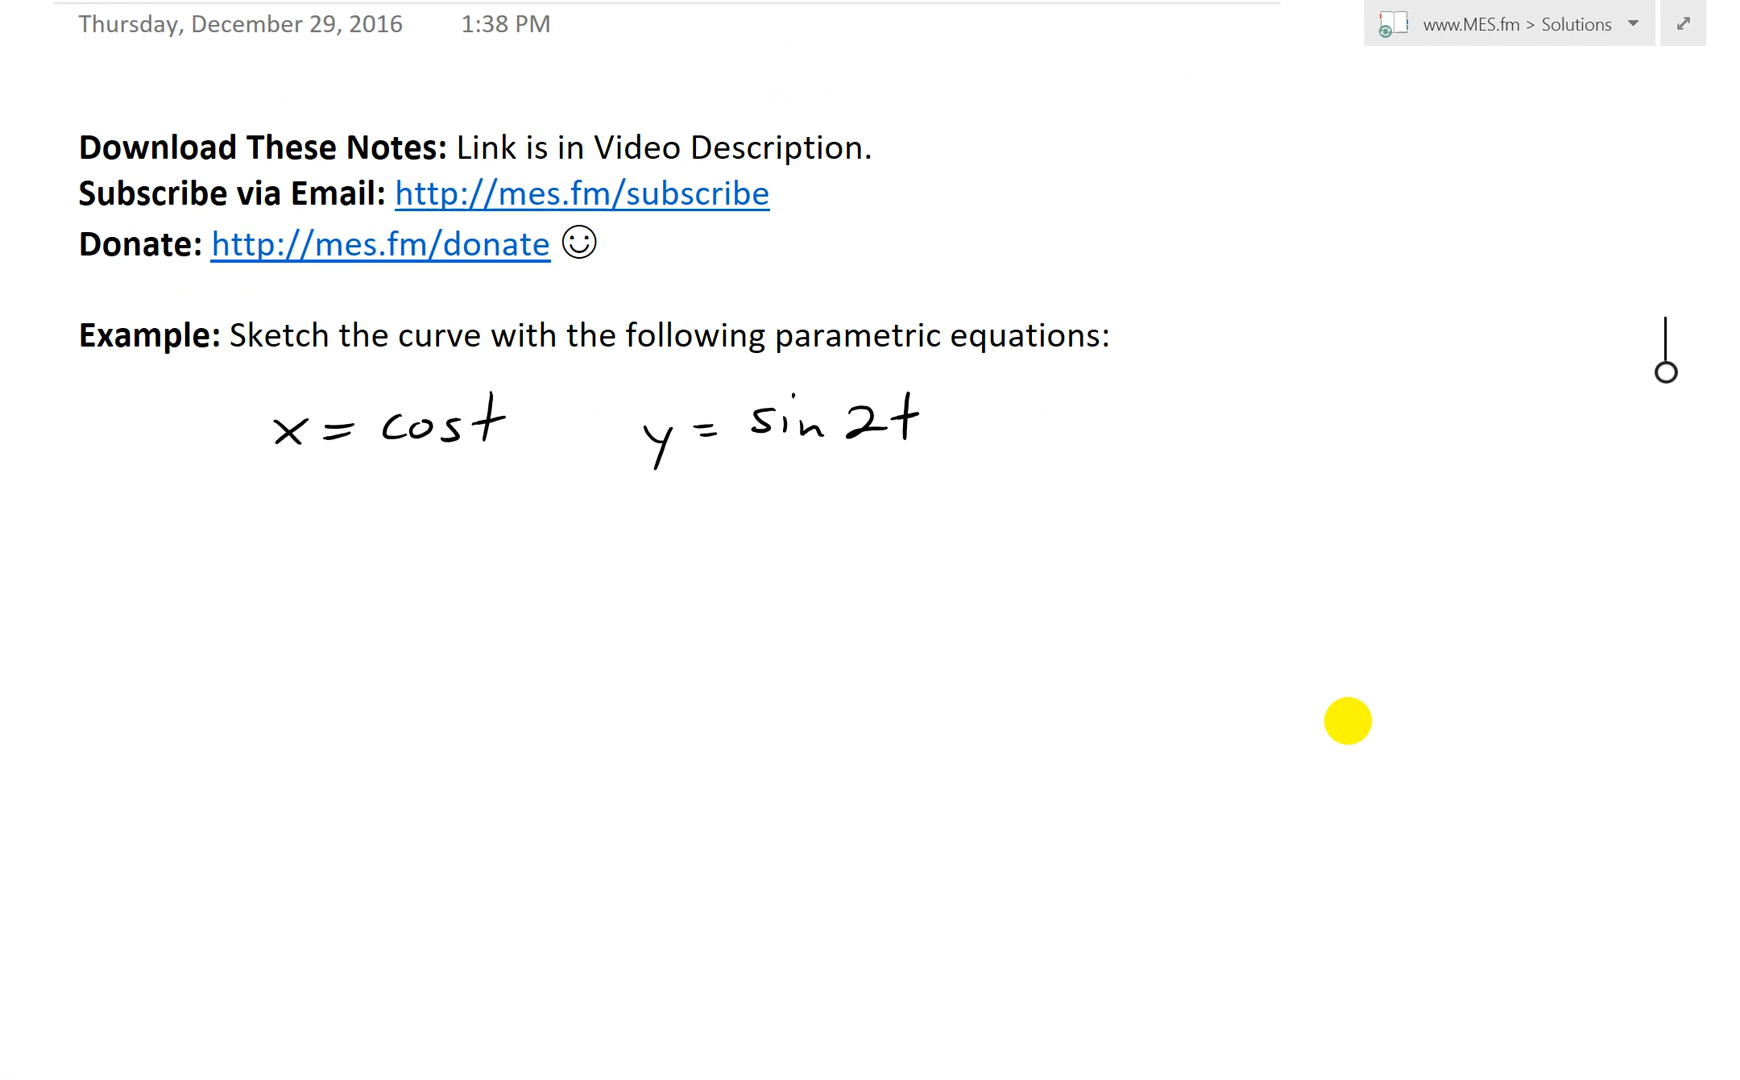 Thursday, December 29, 2016 1:38 PM
www.MES.fm > Solutions
Download These Notes: Link is in Video Description.
Subscribe via Email: http://mes.fm/subscribe
Donate: http://mes.fm/donate ☺
Example: Sketch the curve with the following parametric equations:
x = cost y = sin 2t